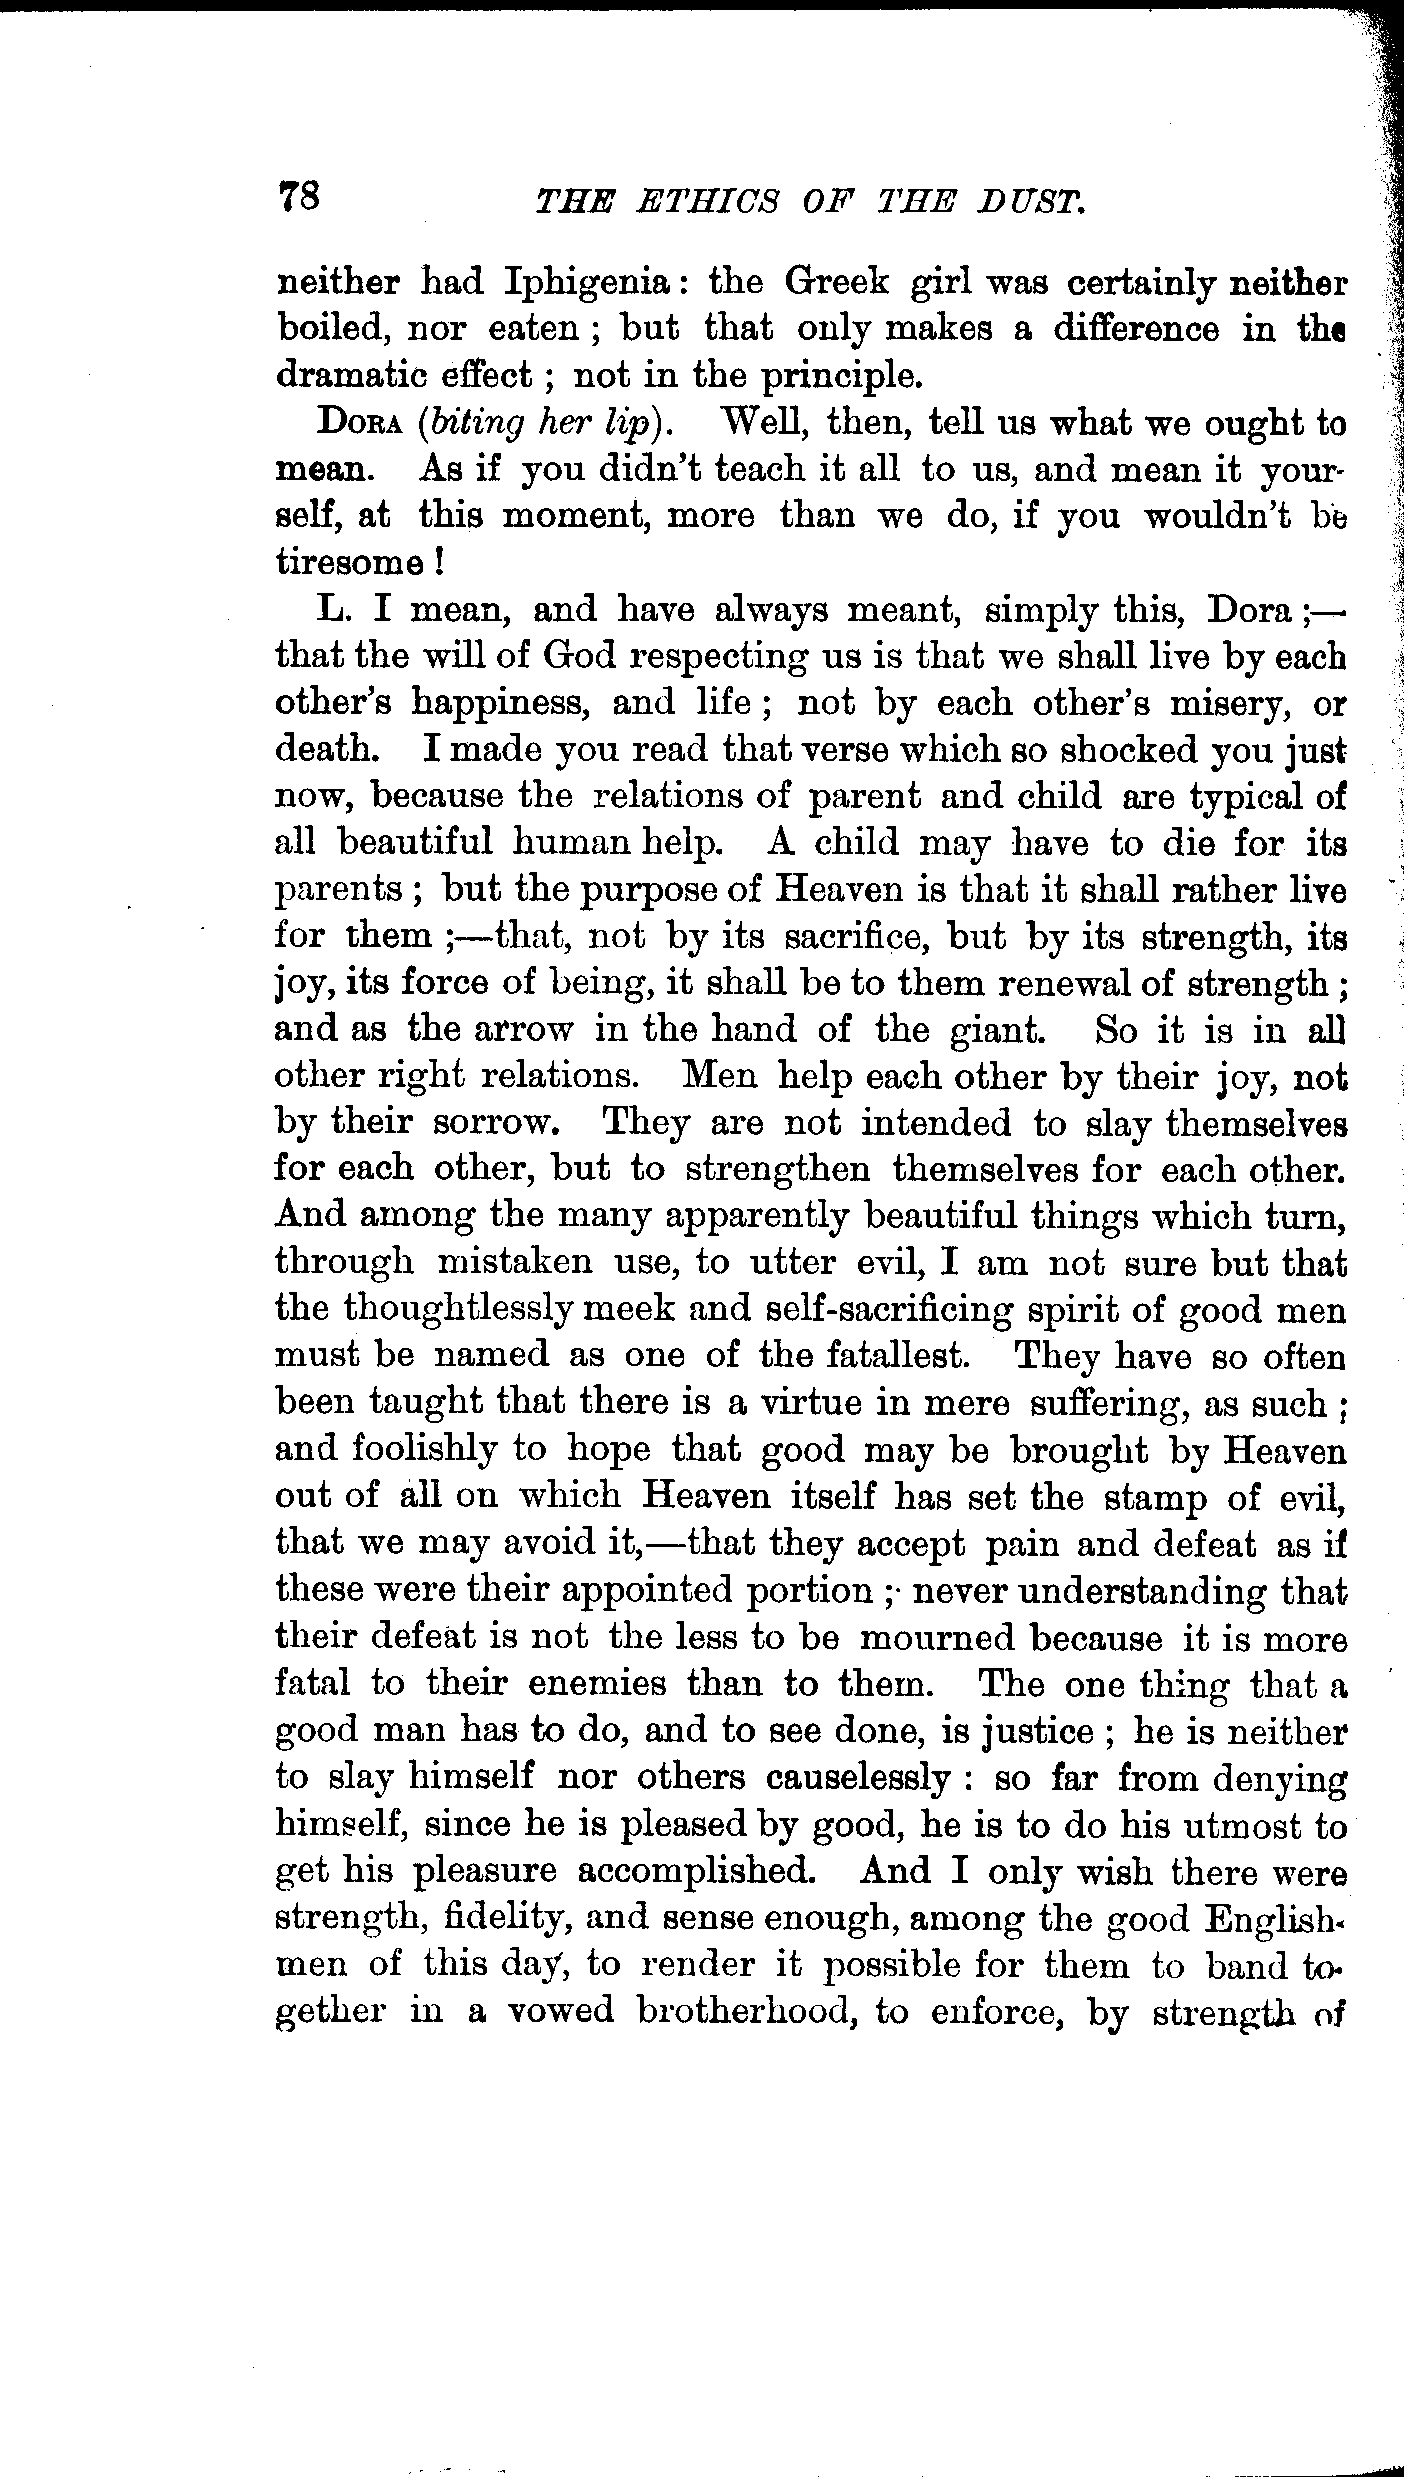 78 THE ETHICS OF THE DUST.
neither had Iphigenia: the Greek girl was certainly neither
boiled, nor eaten; but that only makes a difference in the
dramatic effect; not in the principle.
DORA (biting her lip). Well, then, tell us what we ought to
mean. As if you didn't teach it all to us, and mean it your-
self, at this moment, more than we do, if you wouldn't be
tiresome!
L. I mean, and have always meant, simply this, Dora;—
that the will of God respecting us is that we shall live by each
other's happiness, and life; not by each other's misery, or
death. I made you read that verse which so shocked you just
now, because the relations of parent and child are typical of
all beautiful human help. A child may have to die for its
parents; but the purpose of Heaven is that it shall rather live
for them;—that, not by its sacrifice, but by its strength, its
joy, its force of being, it shall be to them renewal of strength;
and as the arrow in the hand of the giant. So it is in all
other right relations. Men help each other by their joy, not
by their sorrow. They are not intended to slay themselves
for each other, but to strengthen themselves for each other.
And among the many apparently beautiful things which turn,
through mistaken use, to utter evil, I am not sure but that
the thoughtlessly meek and self-sacrificing spirit of good men
must be named as one of the fatallest. They have so often
been taught that there is a virtue in mere suffering, as such;
and foolishly to hope that good may be brought by Heaven
out of all on which Heaven itself has set the stamp of evil,
that we may avoid it,—that they accept pain and defeat as if
these were their appointed portion; never understanding that
their defeat is not the less to be mourned because it is more
fatal to their enemies than to them. The one thing that a
good man has to do, and to see done, is justice; he is neither
to slay himself nor others causelessly: so far from denying
himself, since he is pleased by good, he is to do his utmost to
get his pleasure accomplished. And I only wish there were
strength, fidelity, and sense enough, among the good English-
men of this day, to render it possible for them to band to-
gether in a vowed brotherhood, to enforce, by strength of